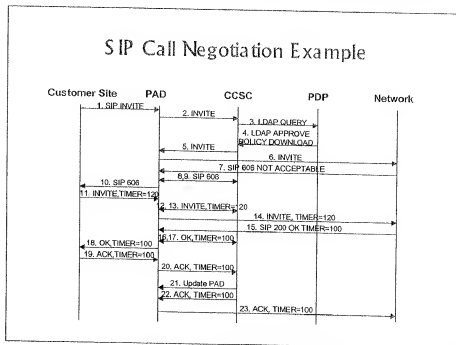 SIP Call Negotiation Example
Customer Site PAD CCSC PDP Network
1. SIP INVITE
2. INVITE
3. LDAP QUERY
4. LDAP APPROVE
POLICY DOWNLOAD
5. INVITE
6. INVITE
7. SIP 606 NOT ACCEPTABLE
8,9. SIP 606
10. SIP 606
11. INVITE,TIMER=120
12. 13. INVITE,TIMER=120
14. INVITE, TIMER=120
15. SIP 200 OK TIMER=100
16,17. OK,TIMER=100
18. OK,TIMER=100
19. ACK,TIMER=100
20. ACK, TIMER=100
21. Update PAD
22. ACK, TIMER=100
23. ACK, TIMER=100